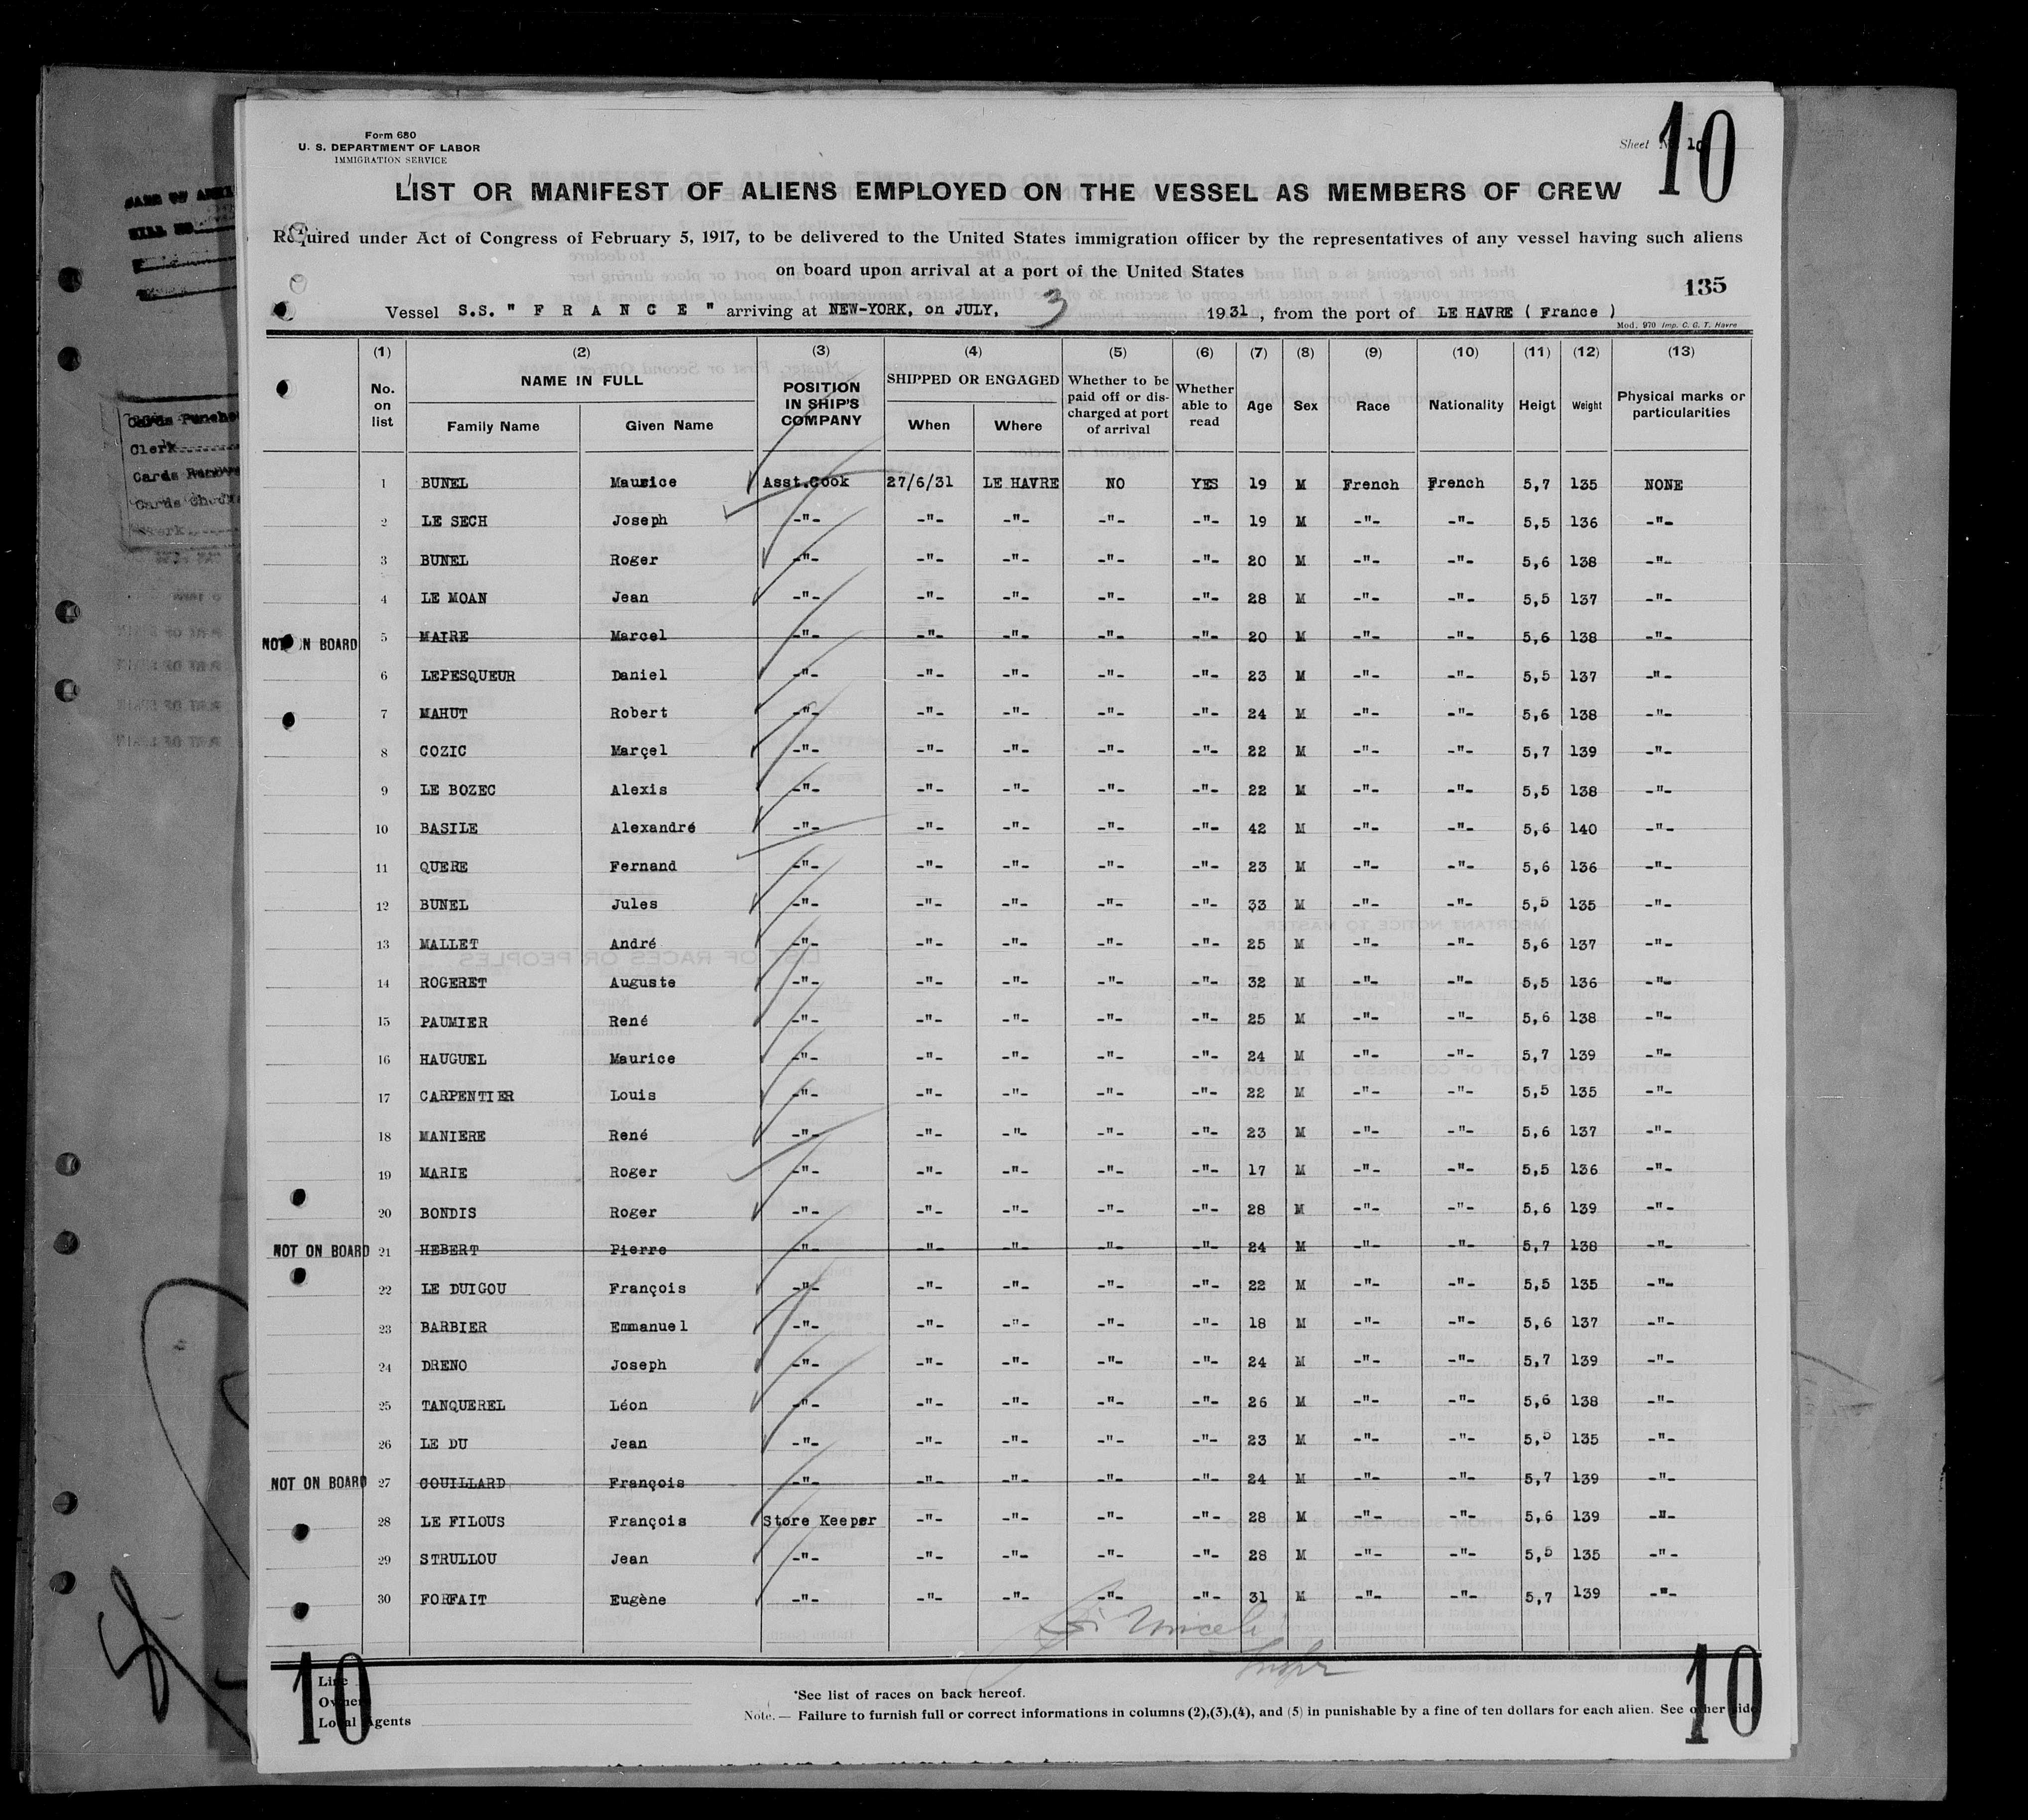 Form 680
U. S. DEPARTMENT OF LABOR
IMMIGRATION SERVICE
Sheet 10
10
LIST OR MANIFEST OF ALIENS EMPLOYED ON THE VESSEL AS MEMBERS OF CREW
Required under Act of Congress of February 5, 1917, to be delivered to the United States immigration officer by the representatives of any vessel having such aliens
on board upon arrival at a port of the United States
135
Vessel S.S. " F R A N C E " arriving at NEW-YORK, on JULY, 3 1931 , from the port of LE HAVRE ( France )
Mod. 970 Imp. C. G. T. Havre
(1) (2) (3) (4) (5) (6) (7) (8) (9) (10) (11) (12) (13)
No. on list NAME IN FULL Family Name Given Name POSITION IN SHIP'S COMPANY SHIPPED OR ENGAGED When Where Whether to be paid off or discharged at port of arrival Whether able to read Age Sex Race Nationality Heigt Weight Physical marks or particularities
1 BUNEL Maurice Asst.Cook 27/6/31 LE HAVRE NO YES 19 M French French 5,7 135 NONE
2 LE SECH Joseph -"- -"- -"- -"- -"- 19 M -"- -"- 5,5 136 -"-
3 BUNEL Roger -"- -"- -"- -"- -"- 20 M -"- -"- 5,6 138 -"-
4 LE MOAN Jean -"- -"- -"- -"- -"- 28 M -"- -"- 5,5 137 -"-
NOT ON BOARD 5 MAIRE Marcel -"- -"- -"- -"- -"- 20 M -"- -"- 5,6 138 -"-
6 LEPESQUEUR Daniel -"- -"- -"- -"- -"- 23 M -"- -"- 5,5 137 -"-
7 MAHUT Robert -"- -"- -"- -"- -"- 24 M -"- -"- 5,6 138 -"-
8 COZIC Marçel -"- -"- -"- -"- -"- 22 M -"- -"- 5,7 139 -"-
9 LE BOZEC Alexis -"- -"- -"- -"- -"- 22 M -"- -"- 5,5 138 -"-
10 BASILE Alexandré -"- -"- -"- -"- -"- 42 M -"- -"- 5,6 140 -"-
11 QUERE Fernand -"- -"- -"- -"- -"- 23 M -"- -"- 5,6 136 -"-
12 BUNEL Jules -"- -"- -"- -"- -"- 33 M -"- -"- 5,5 135 -"-
13 MALLET André -"- -"- -"- -"- -"- 25 M -"- -"- 5,6 137 -"-
14 ROGERET Auguste -"- -"- -"- -"- -"- 32 M -"- -"- 5,5 136 -"-
15 PAUMIER René -"- -"- -"- -"- -"- 25 M -"- -"- 5,6 138 -"-
16 HAUGUEL Maurice -"- -"- -"- -"- -"- 24 M -"- -"- 5,7 139 -"-
17 CARPENTIER Louis -"- -"- -"- -"- -"- 22 M -"- -"- 5,5 135 -"-
18 MANIERE René -"- -"- -"- -"- -"- 23 M -"- -"- 5,6 137 -"-
19 MARIE Roger -"- -"- -"- -"- -"- 17 M -"- -"- 5,5 136 -"-
20 BONDIS Roger -"- -"- -"- -"- -"- 28 M -"- -"- 5,6 139 -"-
NOT ON BOARD 21 HEBERT Pierre -"- -"- -"- -"- -"- 24 M -"- -"- 5,7 138 -"-
22 LE DUIGOU François -"- -"- -"- -"- -"- 22 M -"- -"- 5,5 135 -"-
23 BARBIER Emmanuel -"- -"- -"- -"- -"- 18 M -"- -"- 5,6 137 -"-
24 DRENO Joseph -"- -"- -"- -"- -"- 24 M -"- -"- 5,7 139 -"-
25 TANQUEREL Léon -"- -"- -"- -"- -"- 26 M -"- -"- 5,6 138 -"-
26 LE DU Jean -"- -"- -"- -"- -"- 23 M -"- -"- 5,5 135 -"-
NOT ON BOARD 27 COUILLARD François -"- -"- -"- -"- -"- 24 M -"- -"- 5,7 139 -"-
28 LE FILOUS François Store Keeper -"- -"- -"- -"- 28 M -"- -"- 5,6 139 -"-
29 STRULLOU Jean -"- -"- -"- -"- -"- 28 M -"- -"- 5,5 135 -"-
30 FORFAIT Eugène -"- -"- -"- -"- -"- 31 M -"- -"- 5,7 139 -"-
10
10
Line
Owners
Local Agents
*See list of races on back hereof.
Note. — Failure to furnish full or correct informations in columns (2),(3),(4), and (5) in punishable by a fine of ten dollars for each alien. See other side
Clerk